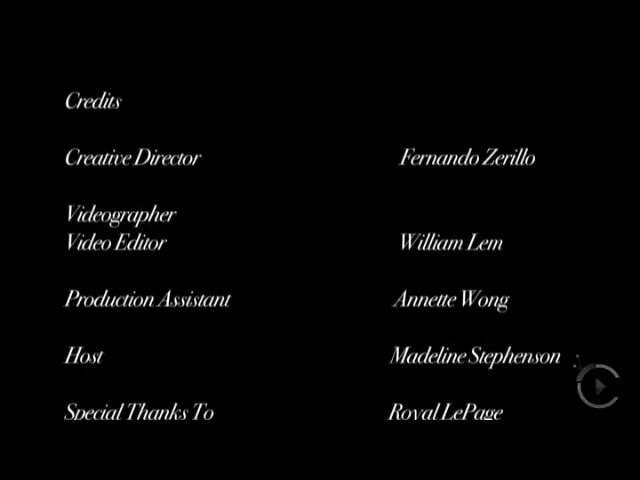 Credits
Creative Director Fernando Zerillo
Videographer
Video Editor William Lem
Production Assistant Annette Wong
Host Madeline Stephenson
Special Thanks To Royal LePage